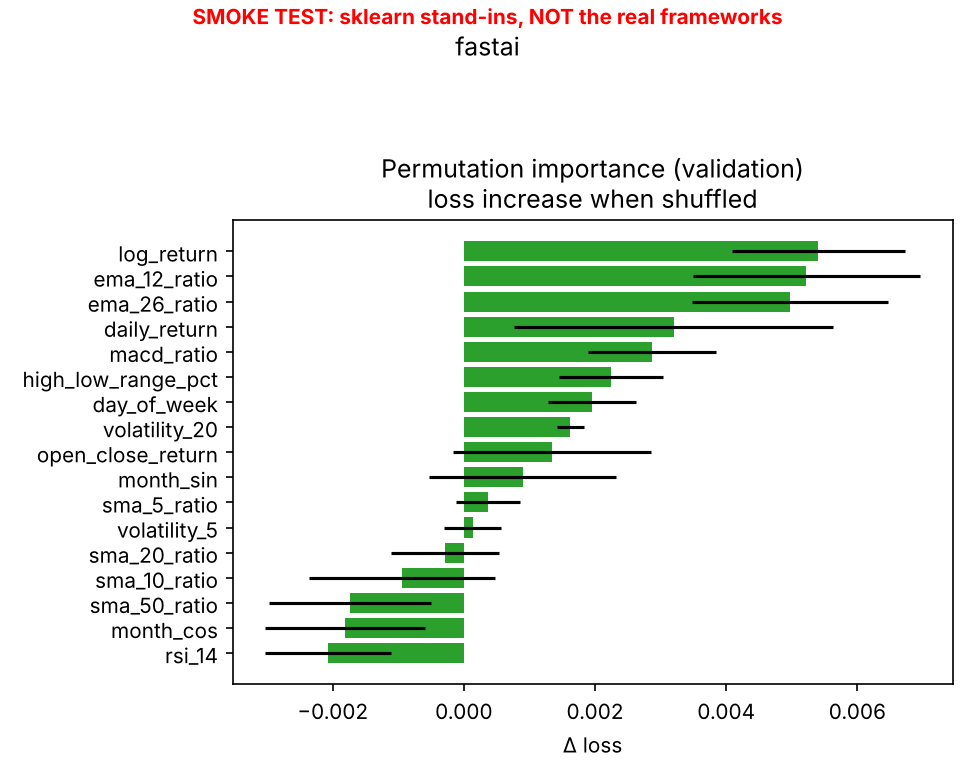 SMOKE TEST: sklearn stand-ins, NOT the real frameworks
fastai
Permutation importance (validation)
loss increase when shuffled
log_return
ema_12_ratio
ema_26_ratio
daily_return
macd_ratio
high_low_range_pct
day_of_week
volatility_20
open_close_return
month_sin
sma_5_ratio
volatility_5
sma_20_ratio
sma_10_ratio
sma_50_ratio
month_cos
rsi_14
−0.002 0.000 0.002 0.004 0.006
Δ loss